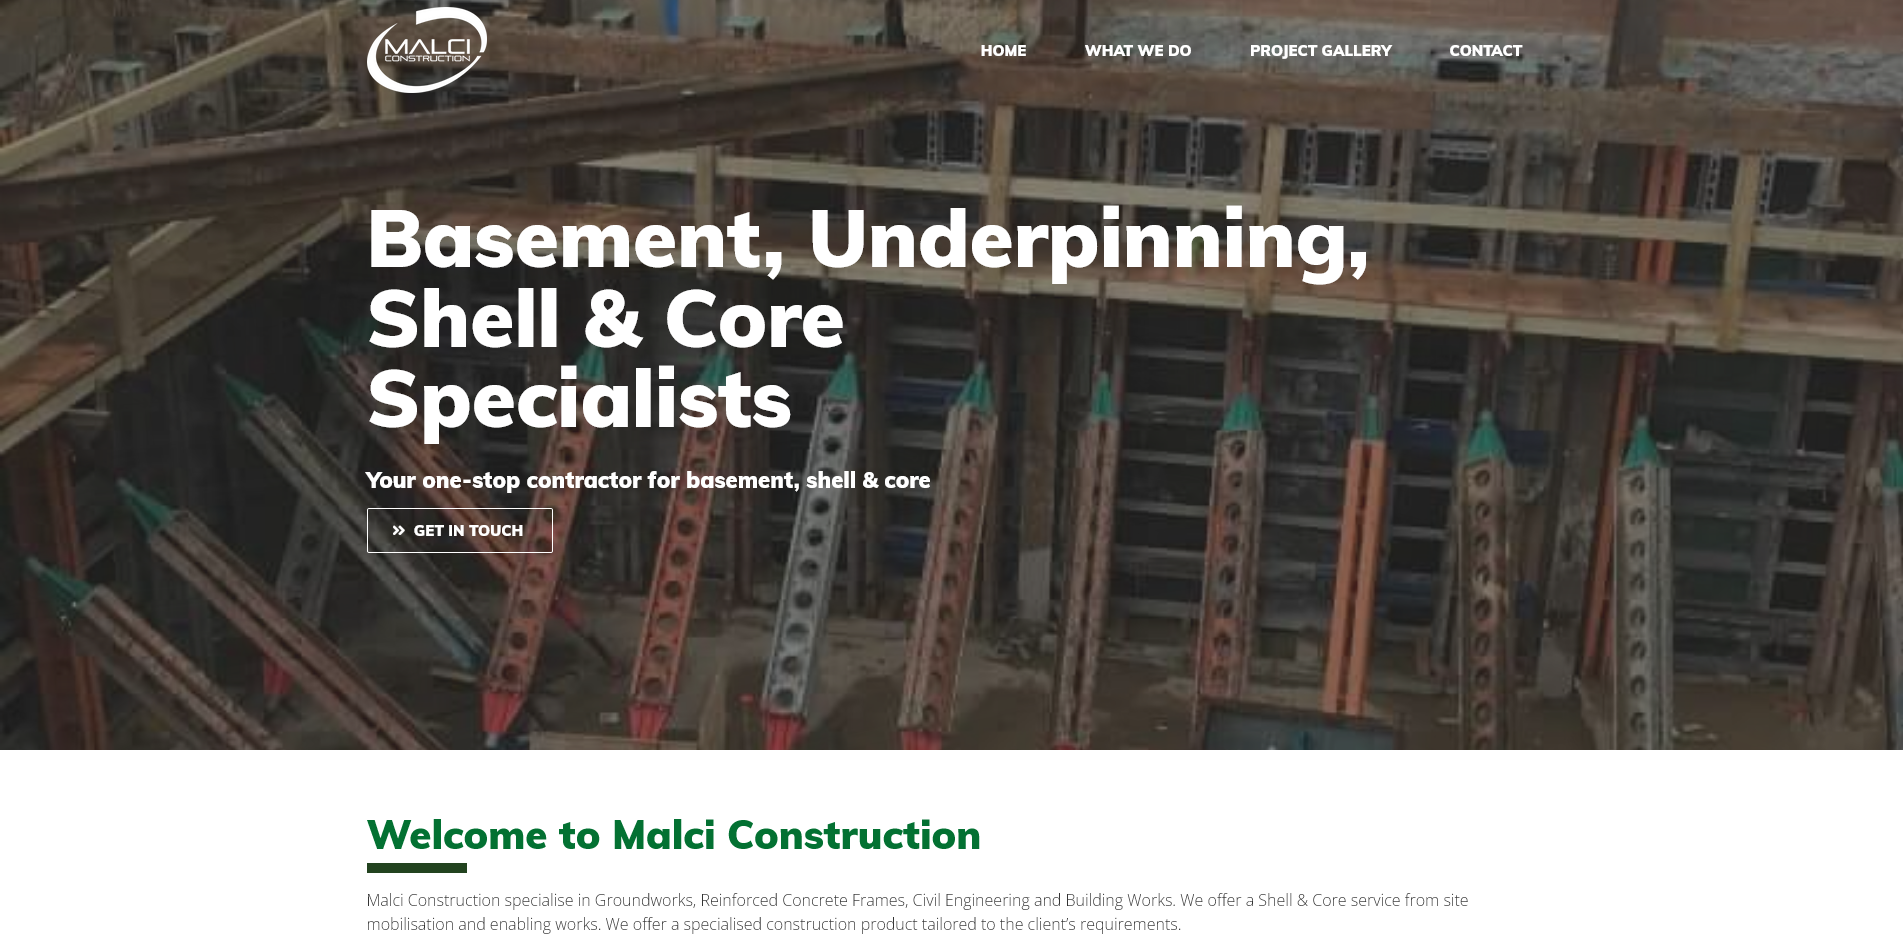 MALCI
CONSTRUCTION
HOME WHAT WE DO PROJECT GALLERY CONTACT
Basement, Underpinning,
Shell & Core
Specialists
Your one-stop contractor for basement, shell & core
» GET IN TOUCH
Welcome to Malci Construction
Malci Construction specialise in Groundworks, Reinforced Concrete Frames, Civil Engineering and Building Works. We offer a Shell & Core service from site
mobilisation and enabling works. We offer a specialised construction product tailored to the client’s requirements.